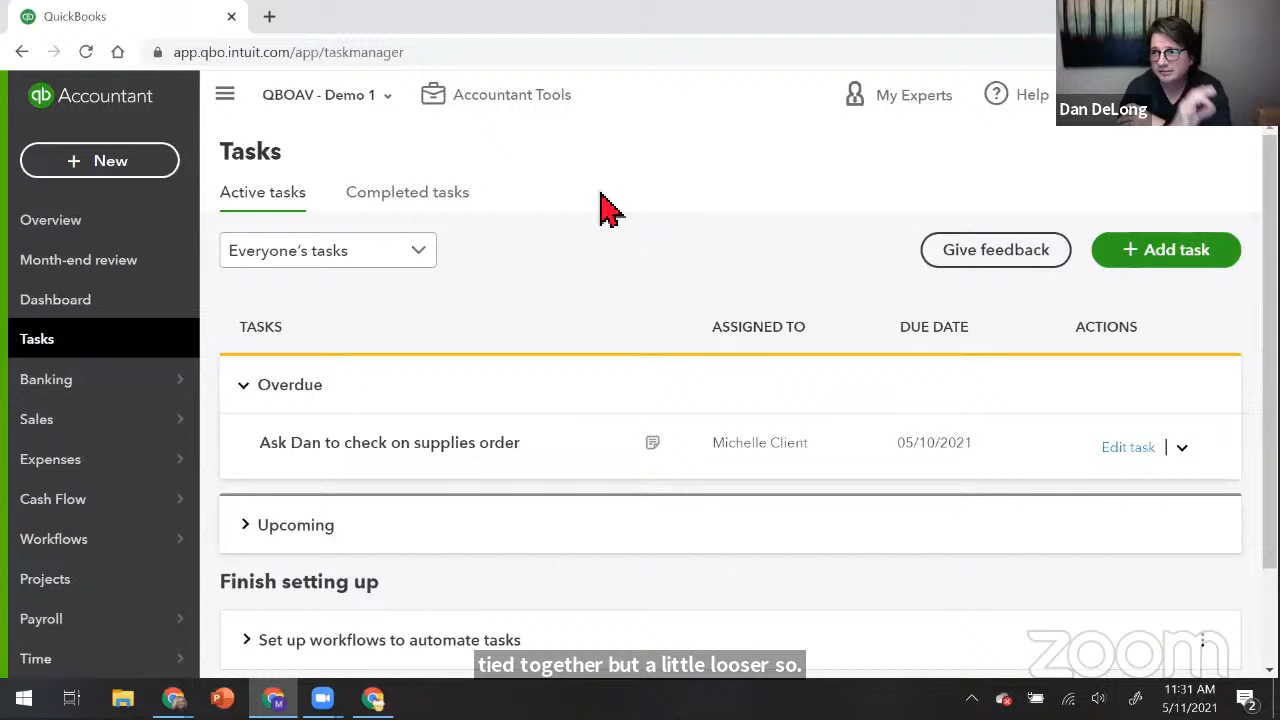 QuickBooks
app.qbo.intuit.com/app/taskmanager
Dan DeLong
qb Accountant
QBOAV - Demo 1
Accountant Tools
My Experts
Help
+ New
Overview
Month-end review
Dashboard
Tasks
Banking
Sales
Expenses
Cash Flow
Workflows
Projects
Payroll
Time
Tasks
Active tasks
Completed tasks
Everyone's tasks
Give feedback
+ Add task
TASKS ASSIGNED TO DUE DATE ACTIONS
Overdue
Ask Dan to check on supplies order Michelle Client 05/10/2021 Edit task
Upcoming
Finish setting up
Set up workflows to automate tasks
zoom
tied together but a little looser so.
11:31 AM
5/11/2021
2